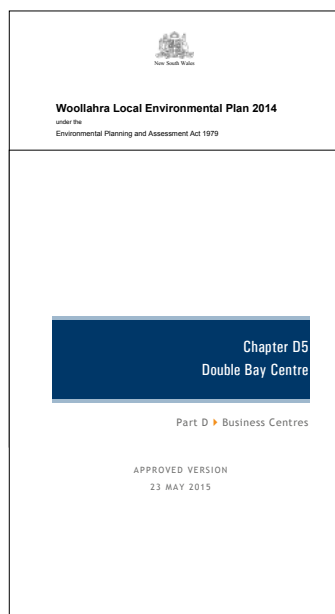 New South Wales
Woollahra Local Environmental Plan 2014
under the
Environmental Planning and Assessment Act 1979
Chapter D5
Double Bay Centre
Part D Business Centres
APPROVED VERSION
23 MAY 2015